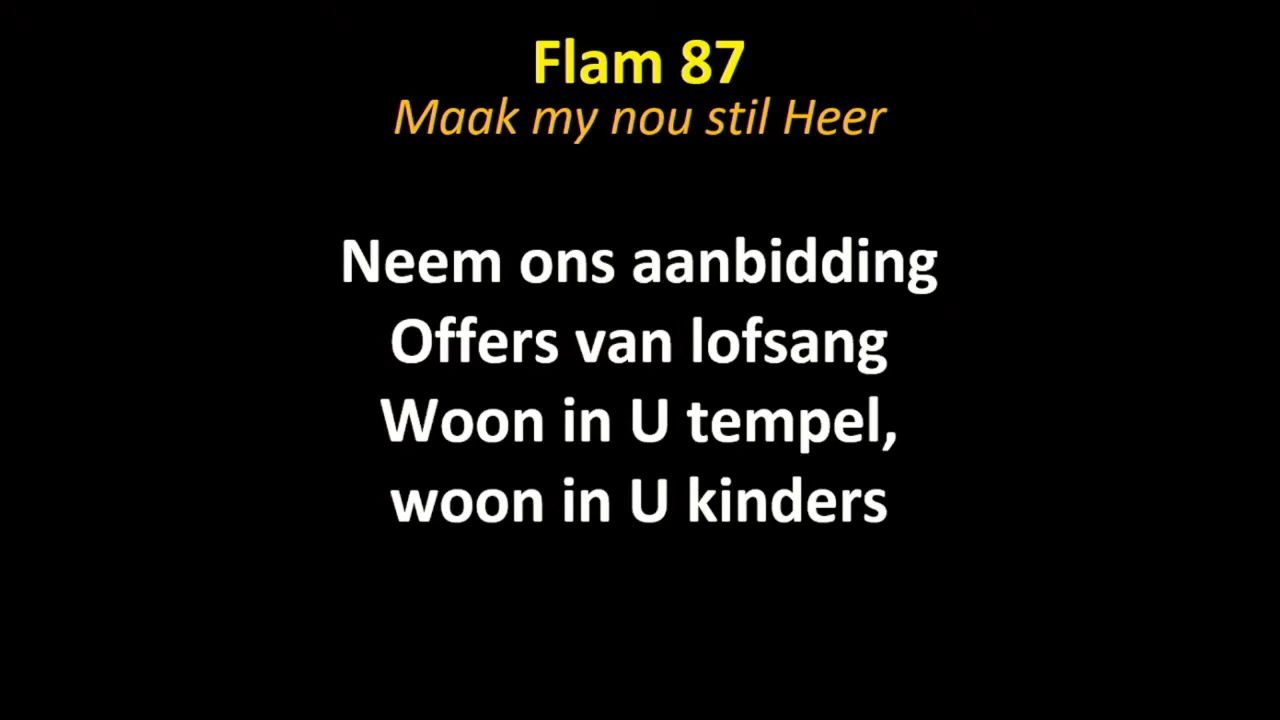 Flam 87
Maak my nou stil Heer
Neem ons aanbidding
Offers van lofsang
Woon in U tempel,
woon in U kinders